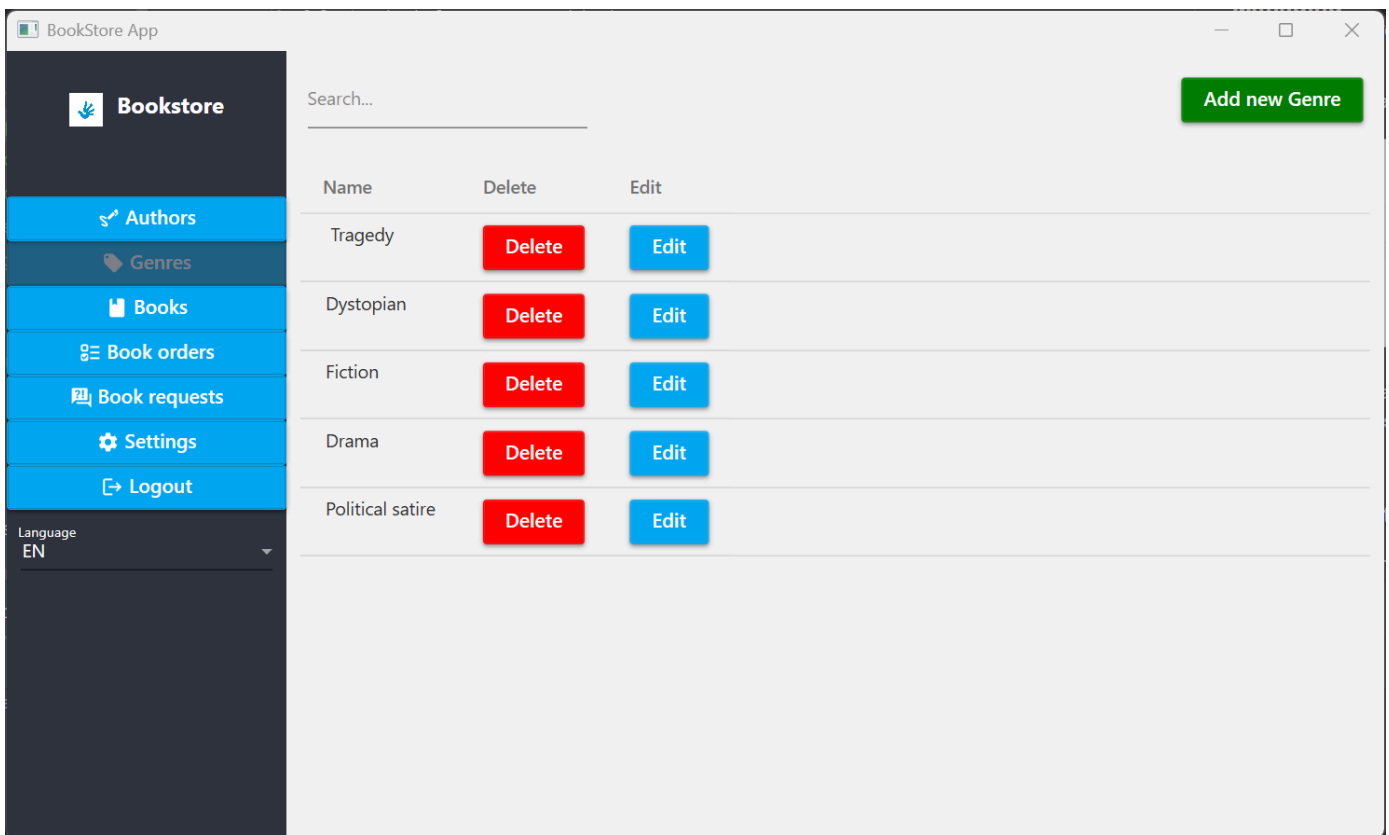 BookStore App
Bookstore
Authors
Genres
Books
Book orders
Book requests
Settings
Logout
Language
EN
Search...
Add new Genre
Name Delete Edit
Tragedy Delete Edit
Dystopian Delete Edit
Fiction Delete Edit
Drama Delete Edit
Political satire Delete Edit